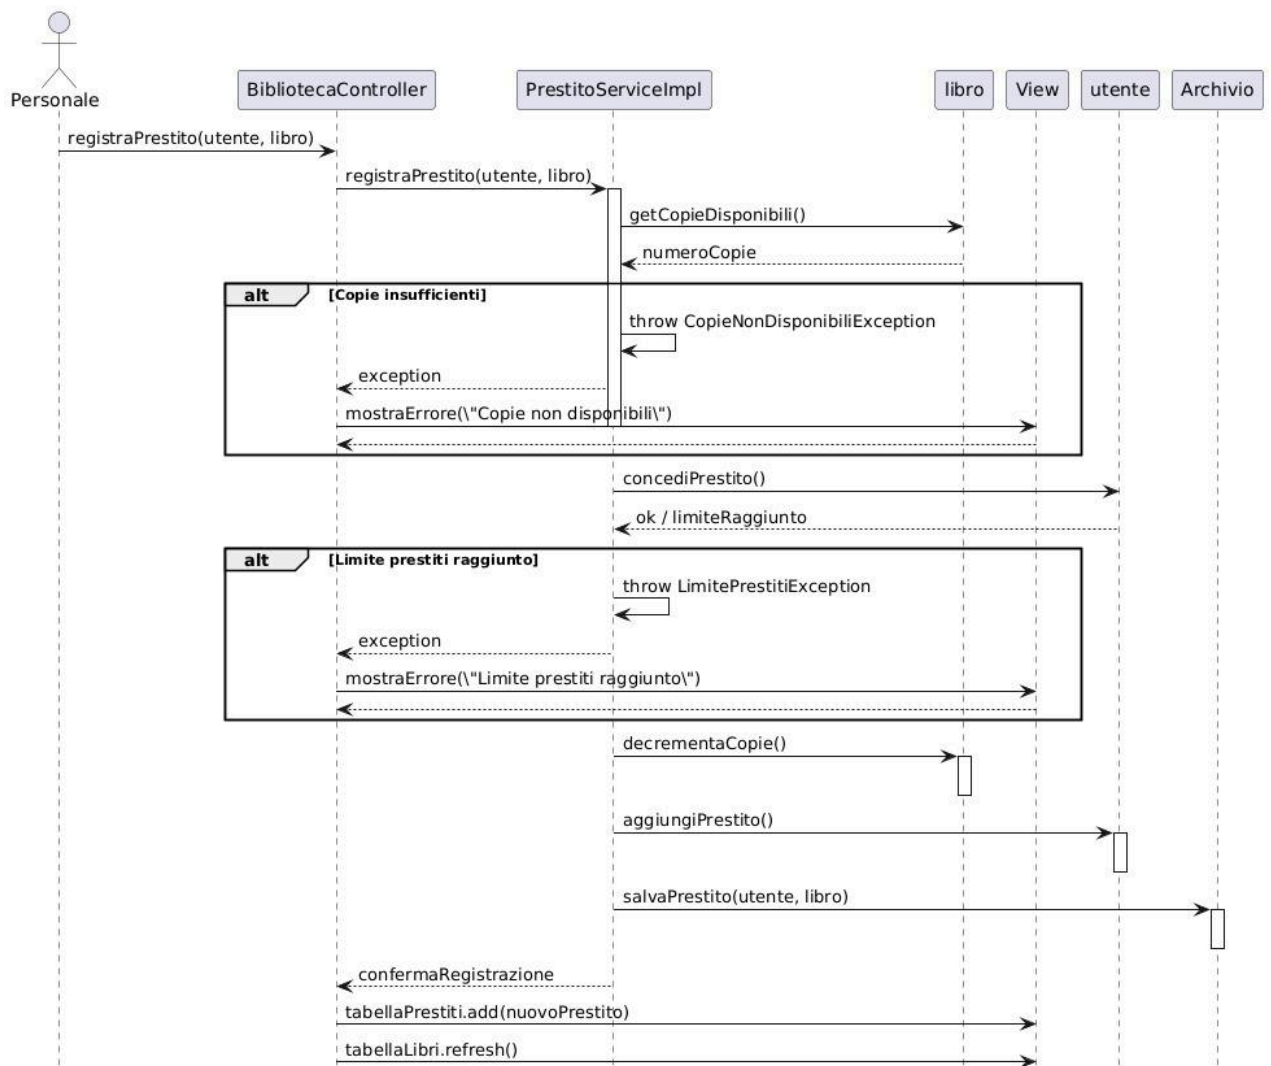 Personale
BibliotecaController
PrestitoServiceImpl
libro
View
utente
Archivio
registraPrestito(utente, libro)
registraPrestito(utente, libro)
getCopieDisponibili()
numeroCopie
alt
[Copie insufficienti]
throw CopieNonDisponibiliException
exception
mostraErrore(\"Copie non disponibili\")
concediPrestito()
ok / limiteRaggiunto
alt
[Limite prestiti raggiunto]
throw LimitePrestitiException
exception
mostraErrore(\"Limite prestiti raggiunto\")
decrementaCopie()
aggiungiPrestito()
salvaPrestito(utente, libro)
confermaRegistrazione
tabellaPrestiti.add(nuovoPrestito)
tabellaLibri.refresh()